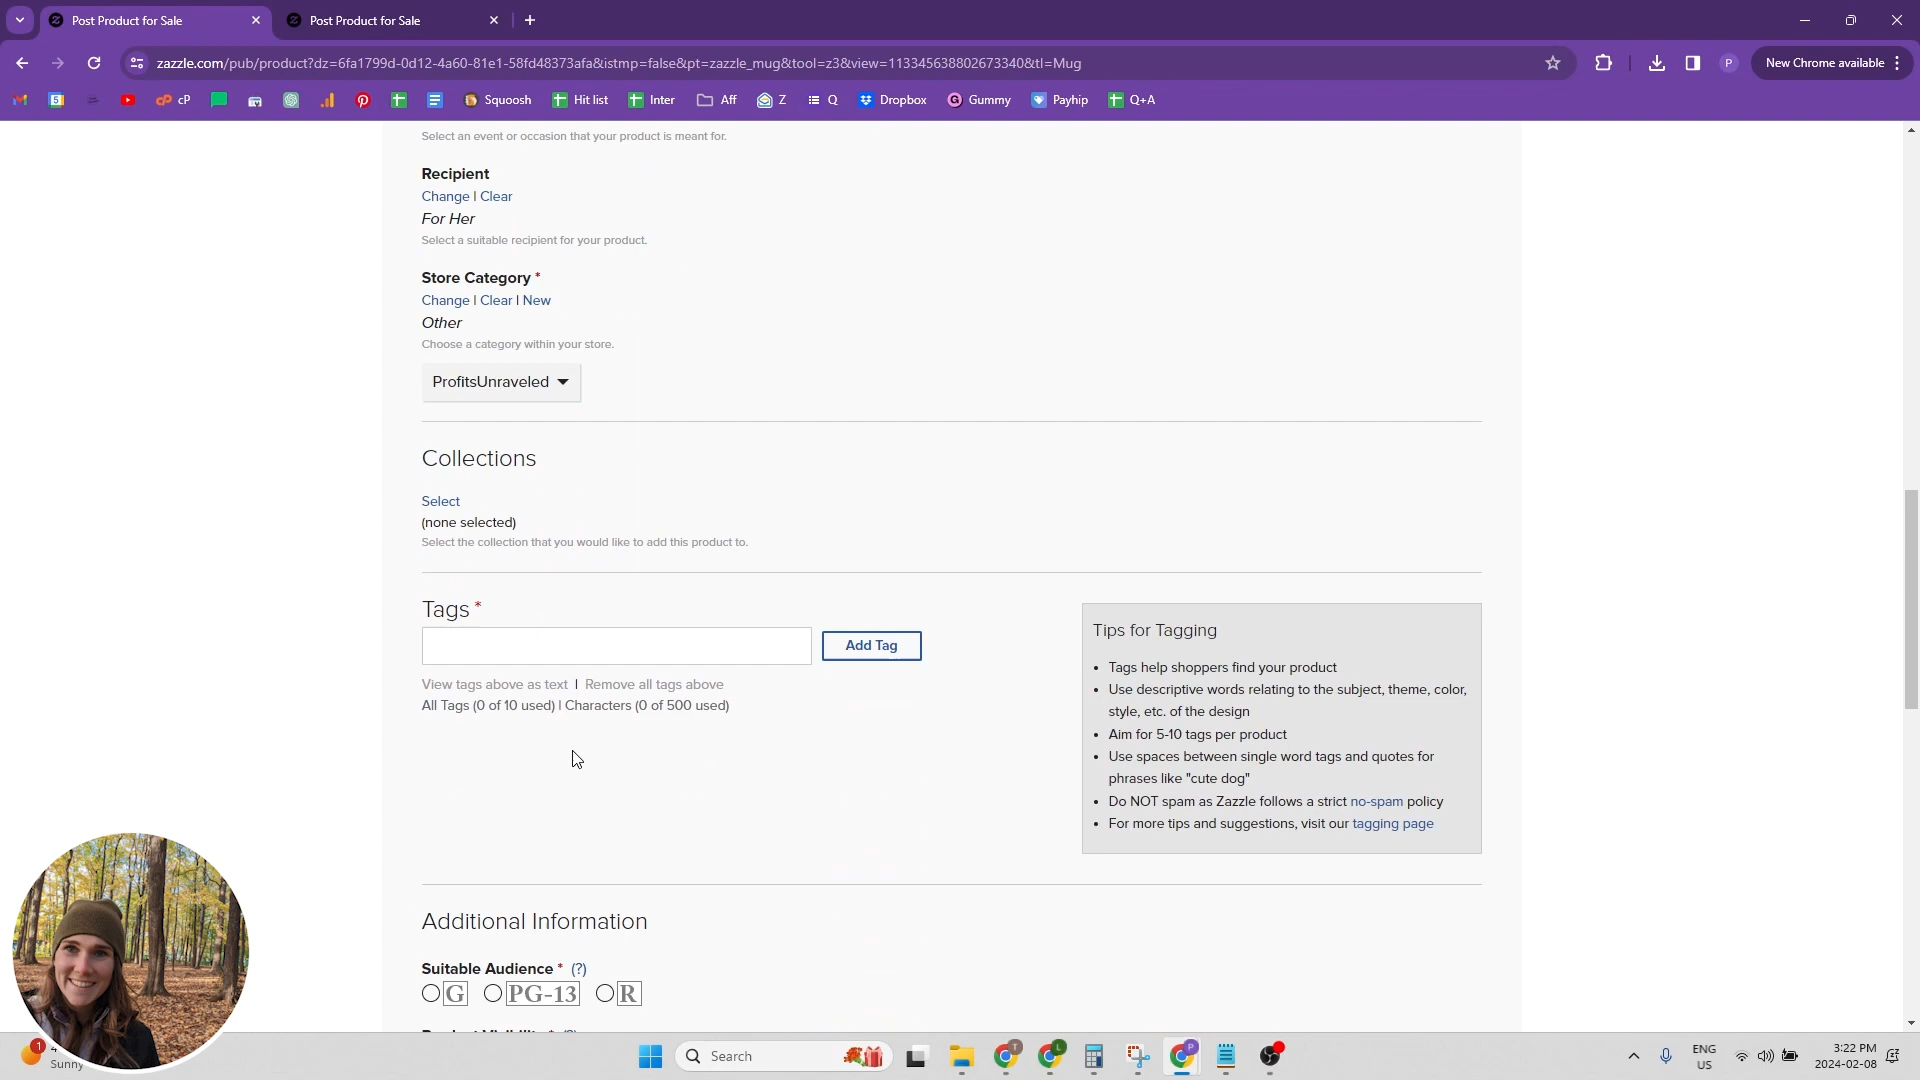 Post Product for Sale
Post Product for Sale
zazzle.com/pub/product?dz=6fa1799d-0d12-4a60-81e1-58fd48373afa&istmp=false&pt=zazzle_mug&tool=z3&view=113345638802673340&tl=Mug
P
New Chrome available
cP
Squoosh
Hit list
Inter
Aff
Z
Q
Dropbox
Gummy
Payhip
Q+A
Select an event or occasion that your product is meant for.
Recipient
Change | Clear
For Her
Select a suitable recipient for your product.
Store Category *
Change | Clear | New
Other
Choose a category within your store.
ProfitsUnraveled
Collections
Select
(none selected)
Select the collection that you would like to add this product to.
Tags *
Add Tag
View tags above as text | Remove all tags above
All Tags (0 of 10 used) | Characters (0 of 500 used)
Tips for Tagging
• Tags help shoppers find your product
• Use descriptive words relating to the subject, theme, color,
style, etc. of the design
• Aim for 5-10 tags per product
• Use spaces between single word tags and quotes for
phrases like "cute dog"
• Do NOT spam as Zazzle follows a strict no-spam policy
• For more tips and suggestions, visit our tagging page
Additional Information
Suitable Audience * (?)
G PG-13 R
1
Sunny
Search
T
L
P
ENG
US
3:22 PM
2024-02-08